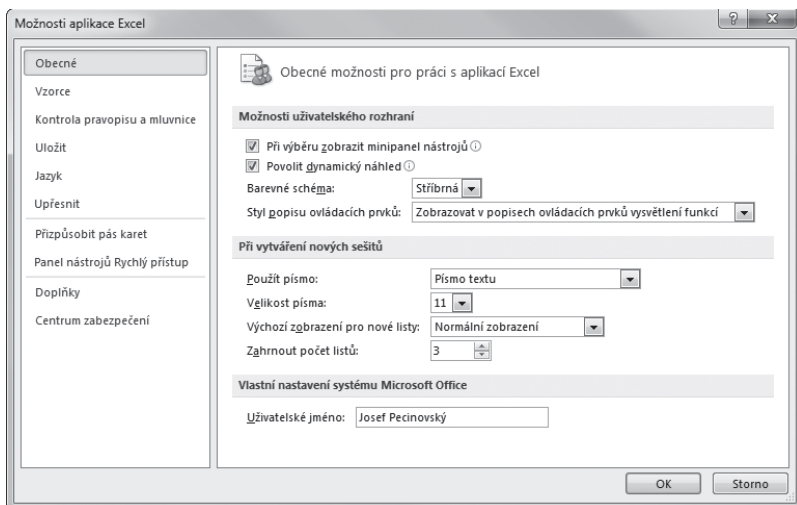 Možnosti aplikace Excel
Obecné
Vzorce
Kontrola pravopisu a mluvnice
Uložit
Jazyk
Upřesnit
Přizpůsobit pás karet
Panel nástrojů Rychlý přístup
Doplňky
Centrum zabezpečení
Obecné možnosti pro práci s aplikací Excel
Možnosti uživatelského rozhraní
Při výběru zobrazit minipanel nástrojů
Povolit dynamický náhled
Barevné schéma: Stříbrná
Styl popisu ovládacích prvků: Zobrazovat v popisech ovládacích prvků vysvětlení funkcí
Při vytváření nových sešitů
Použít písmo: Písmo textu
Velikost písma: 11
Výchozí zobrazení pro nové listy: Normální zobrazení
Zahrnout počet listů: 3
Vlastní nastavení systému Microsoft Office
Uživatelské jméno: Josef Pecinovský
OK Storno